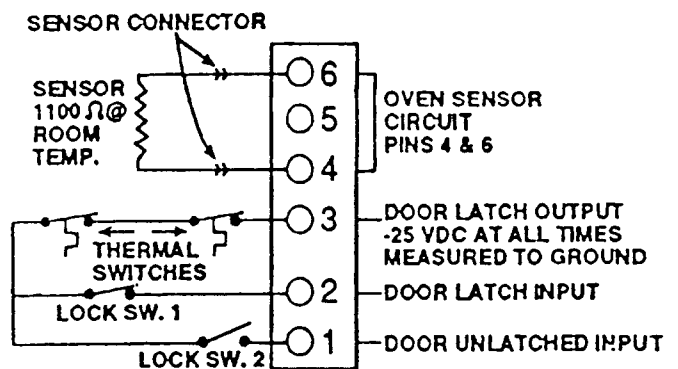 SENSOR CONNECTOR
SENSOR
1100 Ω@
ROOM
TEMP.
6
5
4
OVEN SENSOR
CIRCUIT
PINS 4 & 6
3
DOOR LATCH OUTPUT
-25 VDC AT ALL TIMES
MEASURED TO GROUND
THERMAL
SWITCHES
2
DOOR LATCH INPUT
LOCK SW. 1
1
DOOR UNLATCHED INPUT
LOCK SW. 2